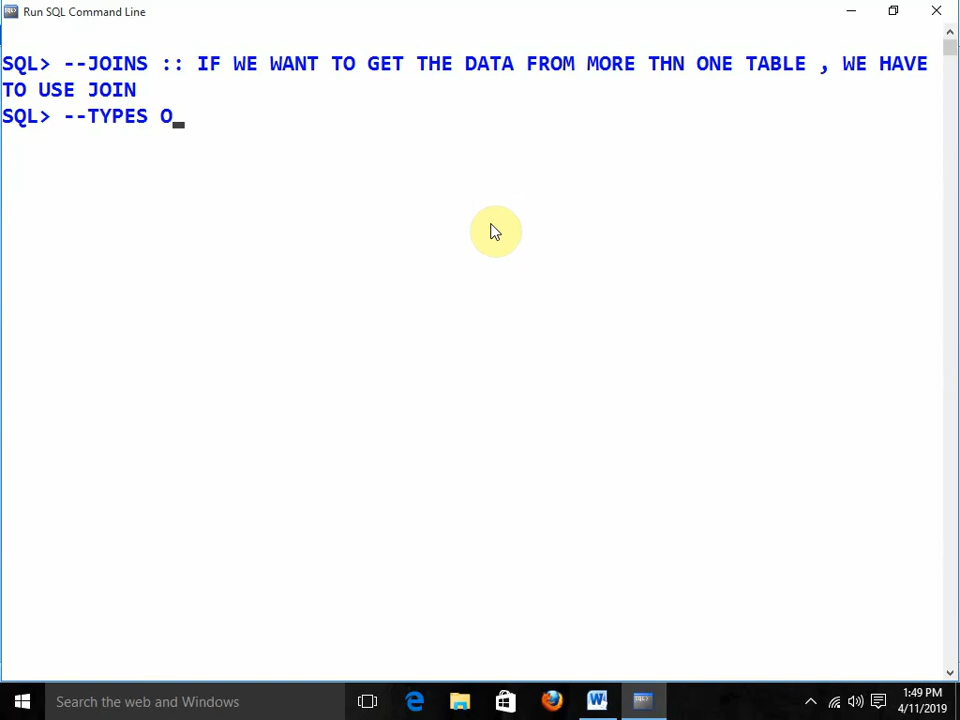 Run SQL Command Line
SQL> --JOINS :: IF WE WANT TO GET THE DATA FROM MORE THN ONE TABLE , WE HAVE
TO USE JOIN
SQL> --TYPES O_
Search the web and Windows
1:49 PM
4/11/2019